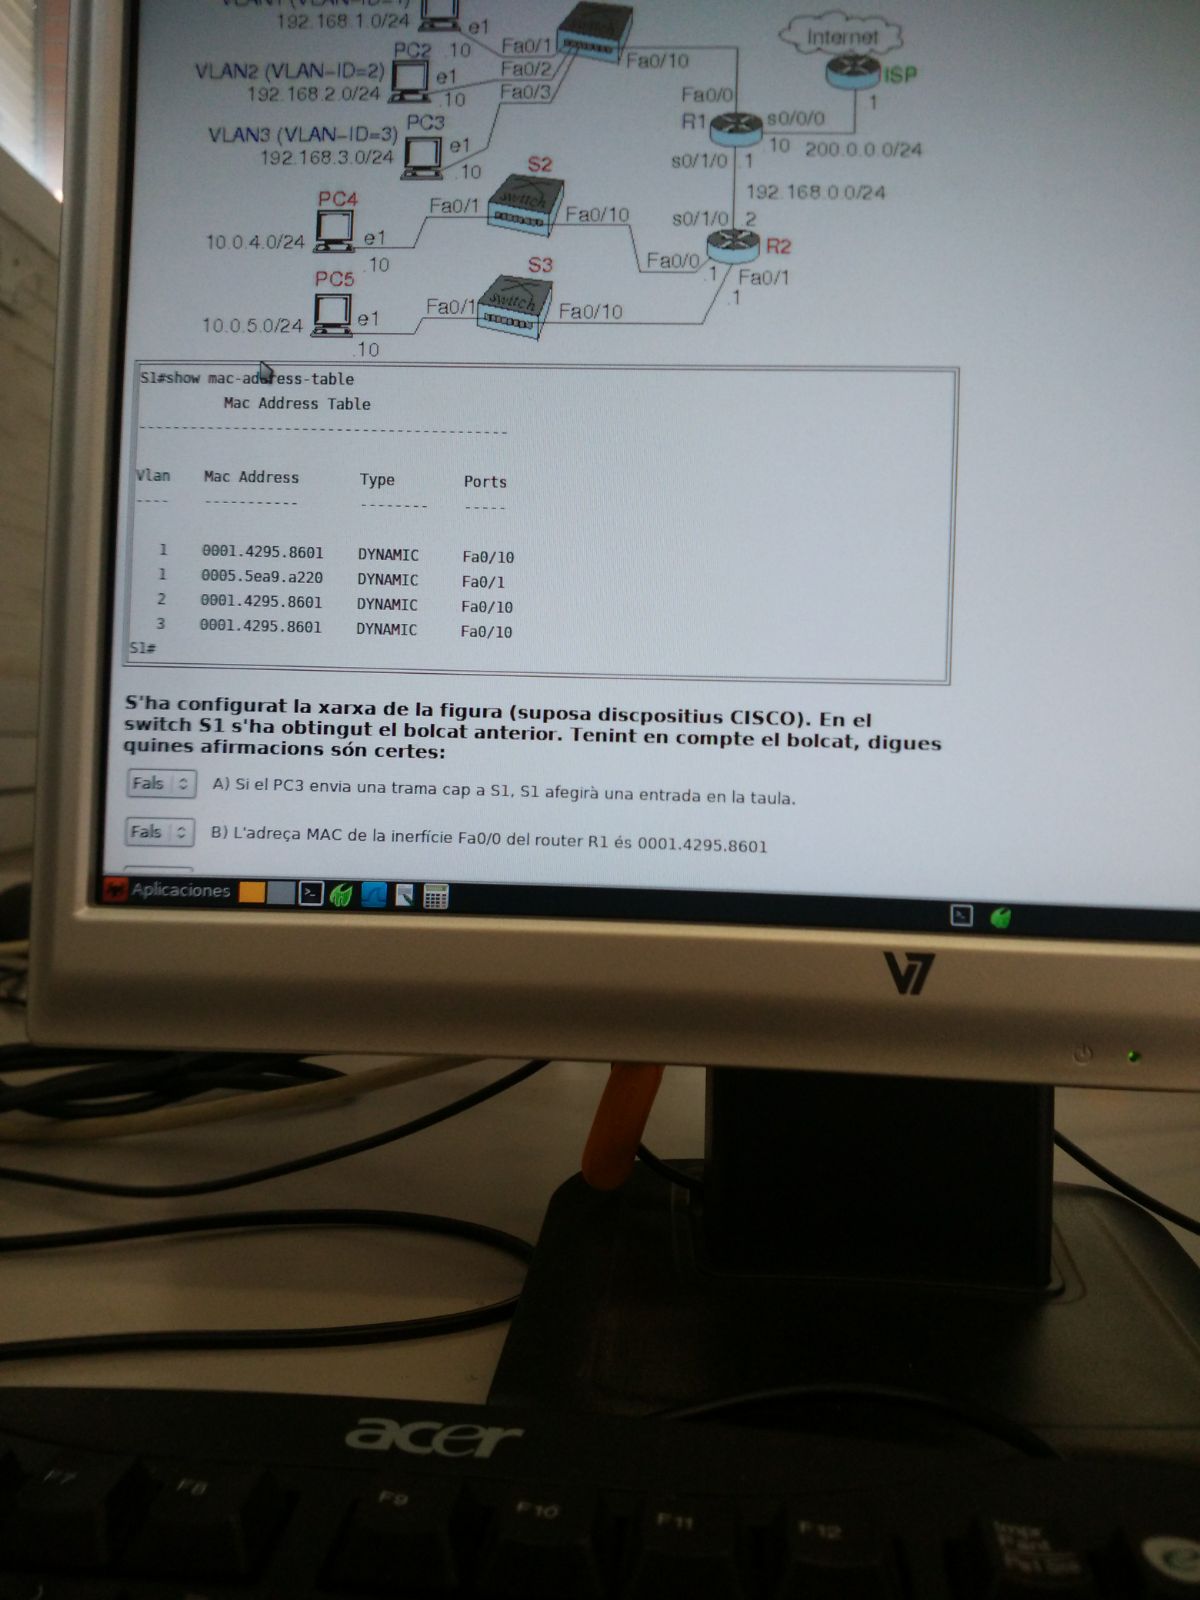 VLAN1 (VLAN-ID=1)
192.168.1.0/24
e1
.10
Fa0/1
switch
Fa0/10
Internet
ISP
1
PC2
VLAN2 (VLAN-ID=2)
192.168.2.0/24
e1
.10
Fa0/2
Fa0/3
Fa0/0
R1
s0/0/0
.10
200.0.0.0/24
PC3
VLAN3 (VLAN-ID=3)
192.168.3.0/24
e1
.10
s0/1/0
.1
192.168.0.0/24
S2
switch
PC4
10.0.4.0/24
e1
.10
Fa0/1
Fa0/10
s0/1/0
2
R2
Fa0/0
.1
Fa0/1
.1
S3
switch
PC5
10.0.5.0/24
e1
.10
Fa0/1
Fa0/10
S1#show mac-address-table
Mac Address Table
Vlan Mac Address Type Ports
1 0001.4295.8601 DYNAMIC Fa0/10
1 0005.5ea9.a220 DYNAMIC Fa0/1
2 0001.4295.8601 DYNAMIC Fa0/10
3 0001.4295.8601 DYNAMIC Fa0/10
S1#
S'ha configurat la xarxa de la figura (suposa discpositius CISCO). En el
switch S1 s'ha obtingut el bolcat anterior. Tenint en compte el bolcat, digues
quines afirmacions són certes:
Fals A) Si el PC3 envia una trama cap a S1, S1 afegirà una entrada en la taula.
Fals B) L'adreça MAC de la inerfície Fa0/0 del router R1 és 0001.4295.8601
Aplicaciones
V7
acer
F7
F8
F9
F10
F11
F12
Impr
Pant
Pet Sis